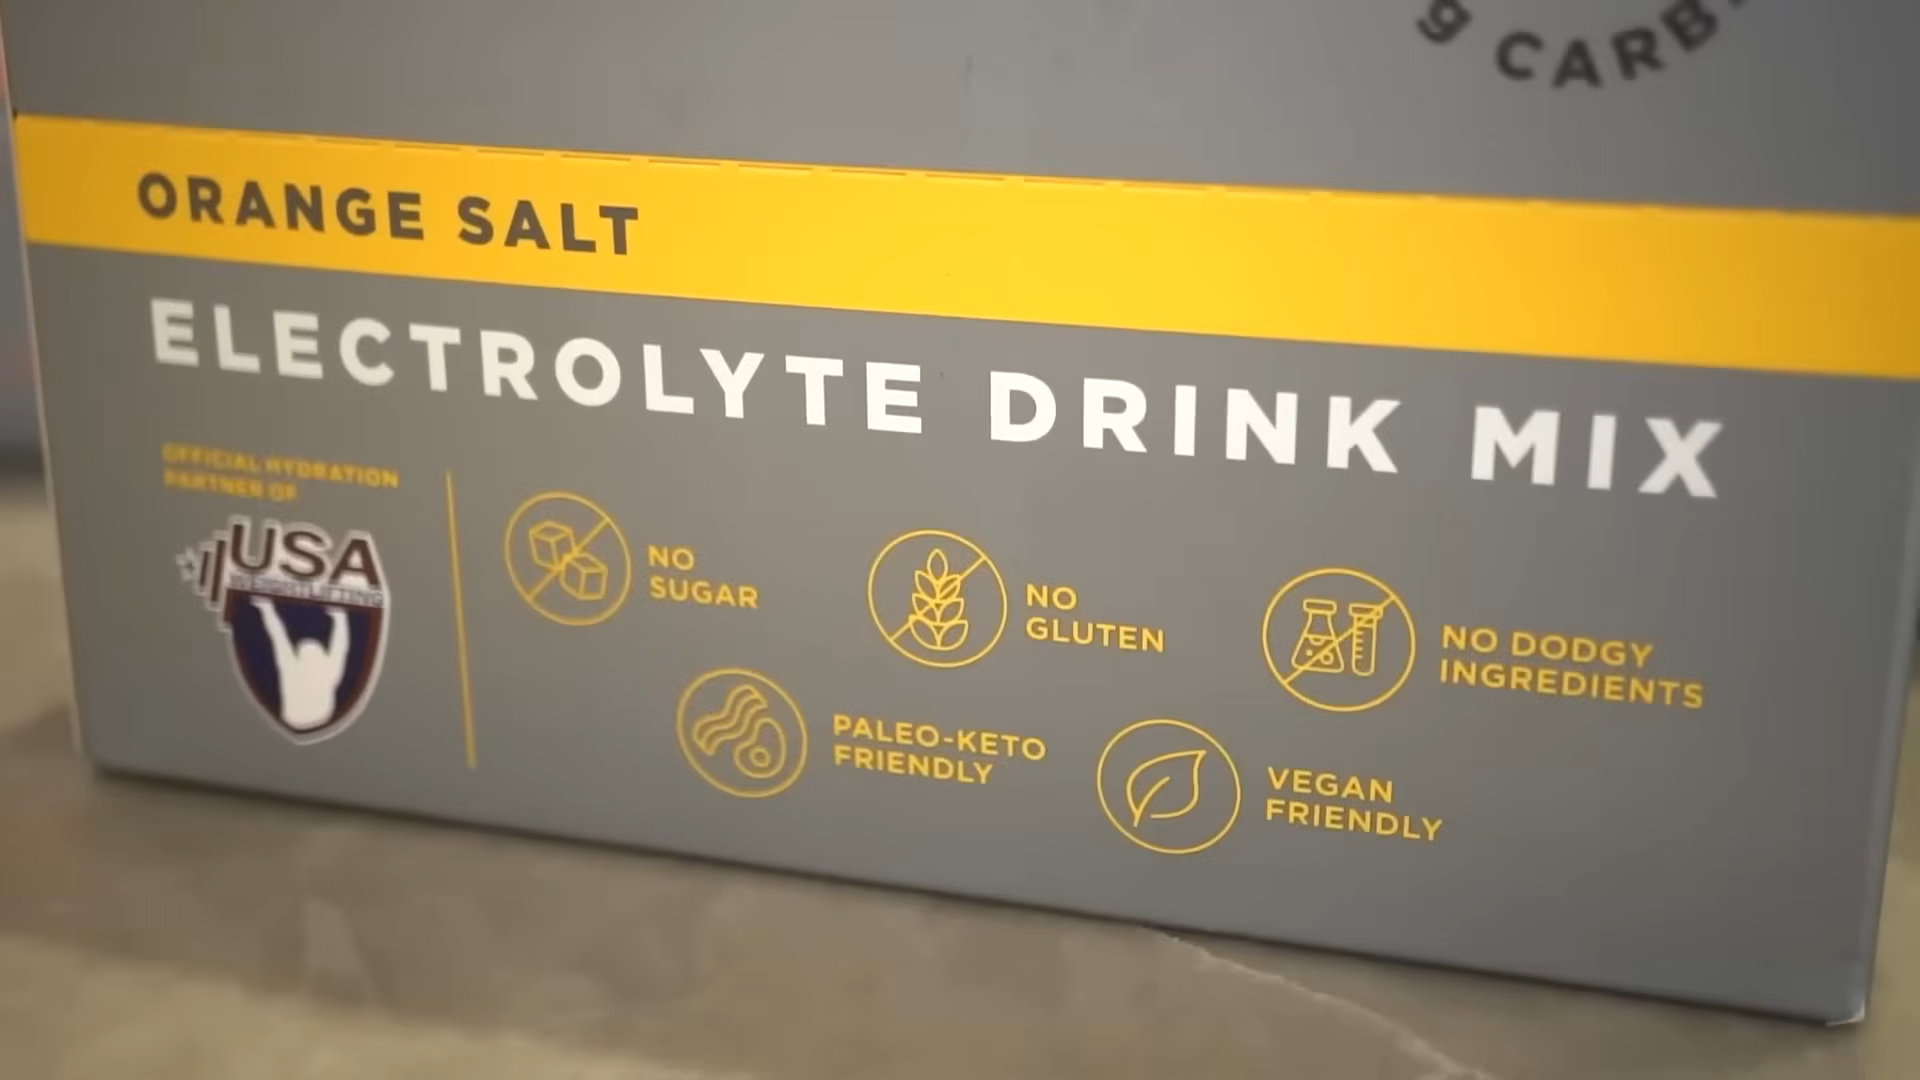 g CARB
ORANGE SALT
ELECTROLYTE DRINK MIX
OFFICIAL HYDRATION
PARTNER OF
USA
WEIGHTLIFTING
NO
SUGAR
NO
GLUTEN
NO DODGY
INGREDIENTS
PALEO-KETO
FRIENDLY
VEGAN
FRIENDLY